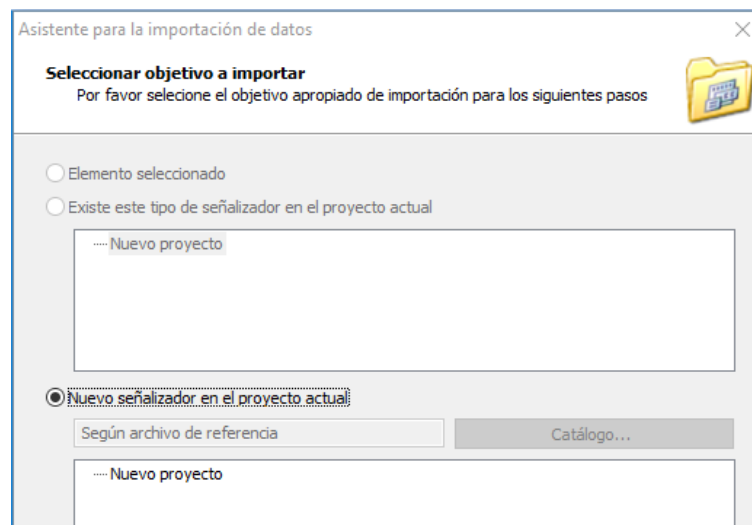 Asistente para la importación de datos
Seleccionar objetivo a importar
Por favor selecione el objetivo apropiado de importación para los siguientes pasos
Elemento seleccionado
Existe este tipo de señalizador en el proyecto actual
Nuevo proyecto
Nuevo señalizador en el proyecto actual
Según archivo de referencia
Catálogo...
Nuevo proyecto